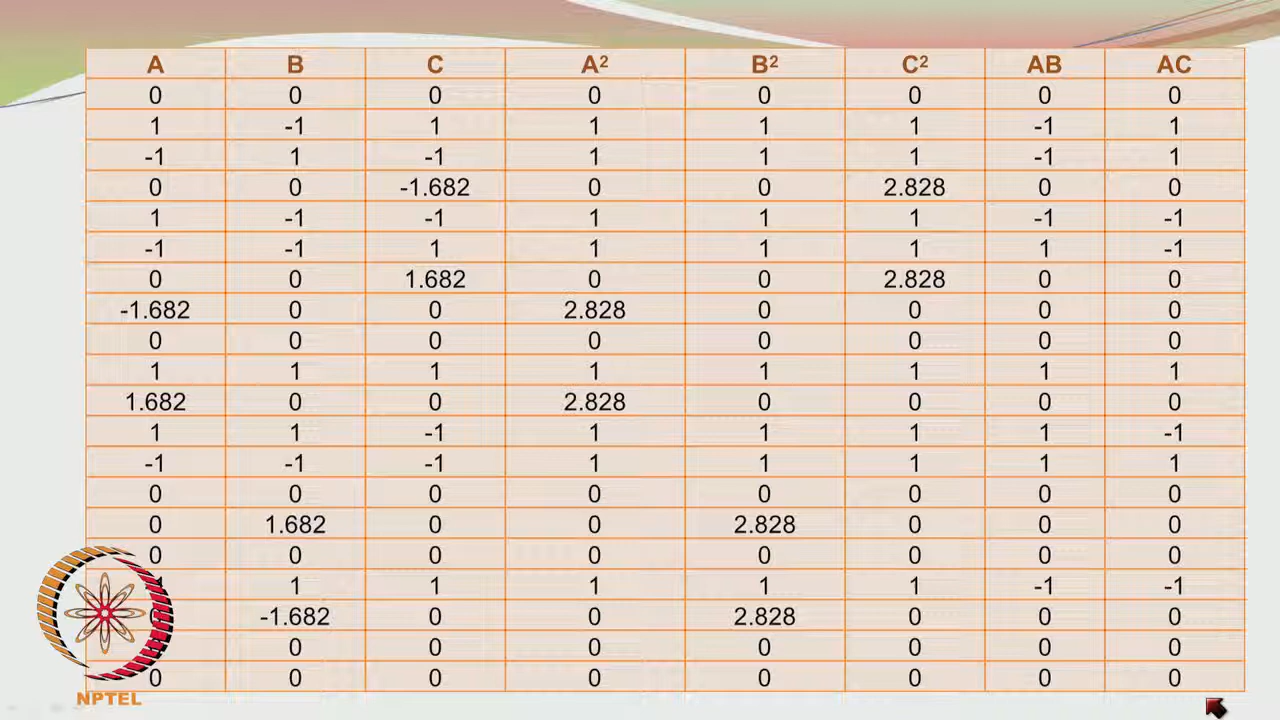 A B C A² B² C² AB AC
0 0 0 0 0 0 0 0
1 -1 1 1 1 1 -1 1
-1 1 -1 1 1 1 -1 1
0 0 -1.682 0 0 2.828 0 0
1 -1 -1 1 1 1 -1 -1
-1 -1 1 1 1 1 1 -1
0 0 1.682 0 0 2.828 0 0
-1.682 0 0 2.828 0 0 0 0
0 0 0 0 0 0 0 0
1 1 1 1 1 1 1 1
1.682 0 0 2.828 0 0 0 0
1 1 -1 1 1 1 1 -1
-1 -1 -1 1 1 1 1 1
0 0 0 0 0 0 0 0
0 1.682 0 0 2.828 0 0 0
0 0 0 0 0 0 0 0
1 1 1 1 1 -1 -1
-1.682 0 0 2.828 0 0 0
0 0 0 0 0 0 0
0 0 0 0 0 0 0 0
NPTEL